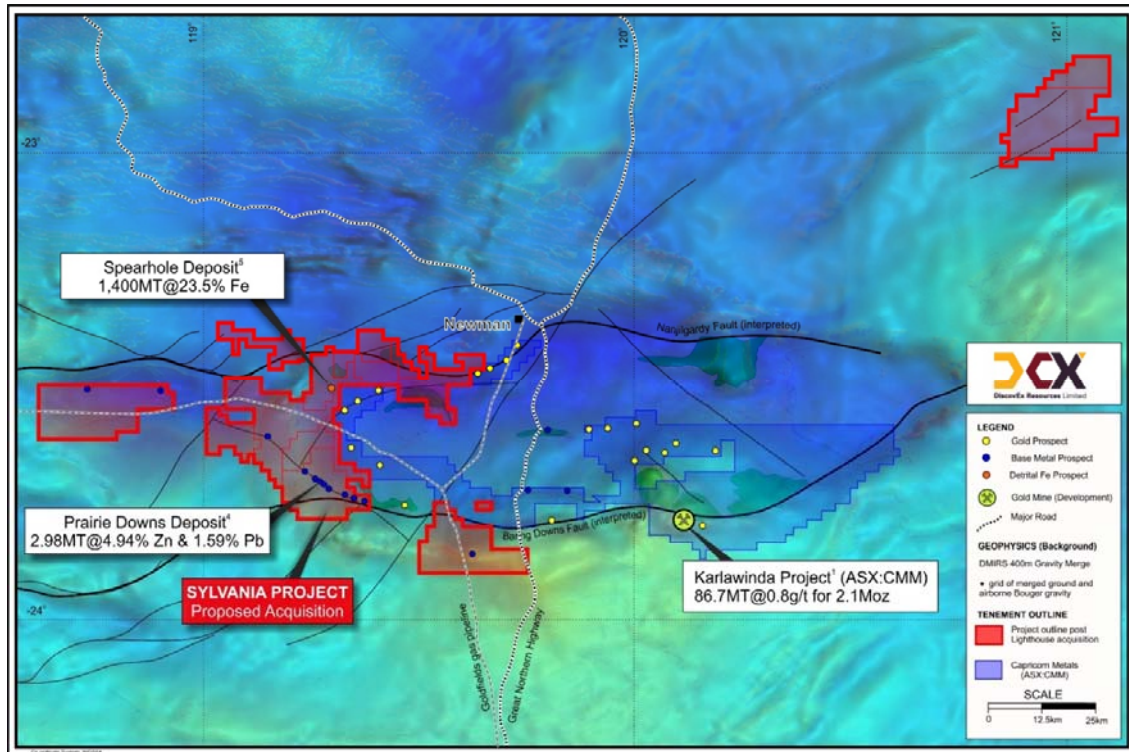 119°
120°
121°
-23°
Spearhole Deposit⁵
1,400MT@23.5% Fe
Newman
Nanjilgardy Fault (interpreted)
DCX
DiscovEx Resources Limited
LEGEND
Gold Prospect
Base Metal Prospect
Detrital Fe Prospect
Gold Mine (Development)
Major Road
GEOPHYSICS (Background)
DMIRS 400m Gravity Merge
• grid of merged ground and
airborne Bouger gravity
TENEMENT OUTLINE
Project outline post
Lighthouse acquisition
Capricorn Metals
(ASX:CMM)
SCALE
0 12.5km 25km
Prairie Downs Deposit⁴
2.98MT@4.94% Zn & 1.59% Pb
Baring Downs Fault (interpreted)
SYLVANIA PROJECT
Proposed Acquisition
Karlawinda Project¹ (ASX:CMM)
86.7MT@0.8g/t for 2.1Moz
-24°
Goldfields gas pipeline
Great Northern Highway